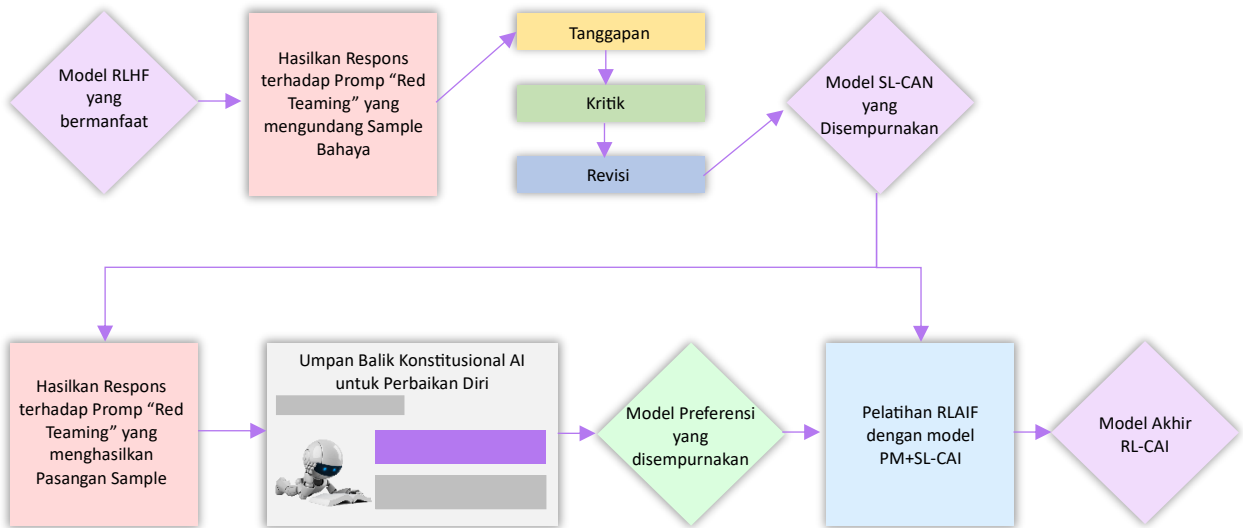 Model RLHF
yang
bermanfaat
Hasilkan Respons
terhadap Promp “Red
Teaming” yang
mengundang Sample
Bahaya
Tanggapan
Kritik
Revisi
Model SL-CAN
yang
Disempurnakan
Hasilkan Respons
terhadap Promp “Red
Teaming” yang
menghasilkan
Pasangan Sample
Umpan Balik Konstitusional AI
untuk Perbaikan Diri
Model Preferensi
yang
disempurnakan
Pelatihan RLAIF
dengan model
PM+SL-CAI
Model Akhir
RL-CAI